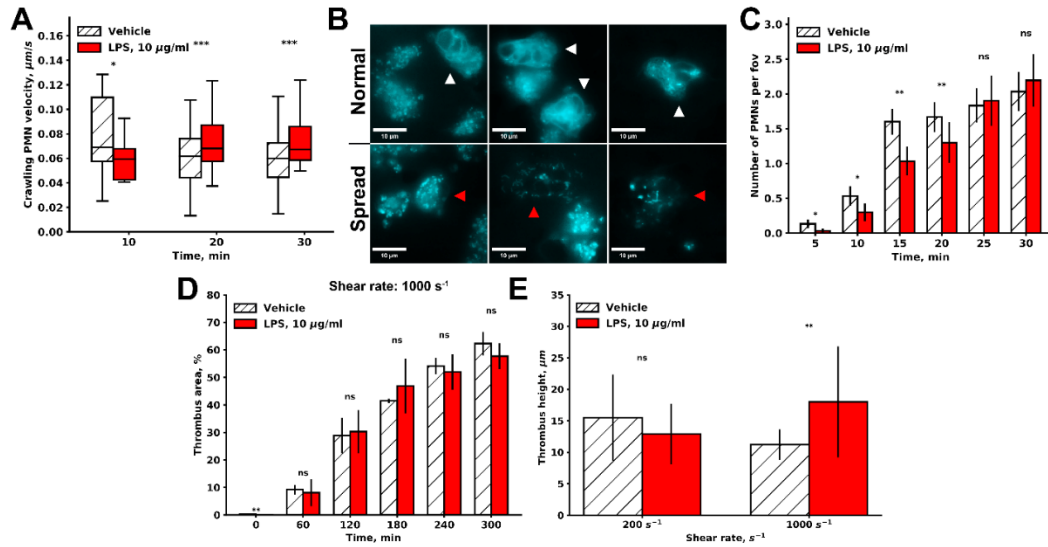 A
Vehicle
LPS, 10 μg/ml
*
***
***
Crawling PMN velocity, μm/s
0.16
0.14
0.12
0.10
0.08
0.06
0.04
0.02
0.00
10
20
30
Time, min
B
Normal
10 μm
10 μm
10 μm
Spread
10 μm
10 μm
10 μm
C
Vehicle
LPS, 10 μg/ml
Number of PMNs per fov
3.0
2.5
2.0
1.5
1.0
0.5
0.0
*
*
**
**
ns
ns
5
10
15
20
25
30
Time, min
D
Shear rate: 1000 s⁻¹
Vehicle
LPS, 10 μg/ml
Thrombus area, %
80
70
60
50
40
30
20
10
0
**
ns
ns
ns
ns
ns
0
60
120
180
240
300
Time, min
E
Vehicle
LPS, 10 μg/ml
Thrombus height, μm
35
30
25
20
15
10
5
0
ns
**
200 s⁻¹
1000 s⁻¹
Shear rate, s⁻¹